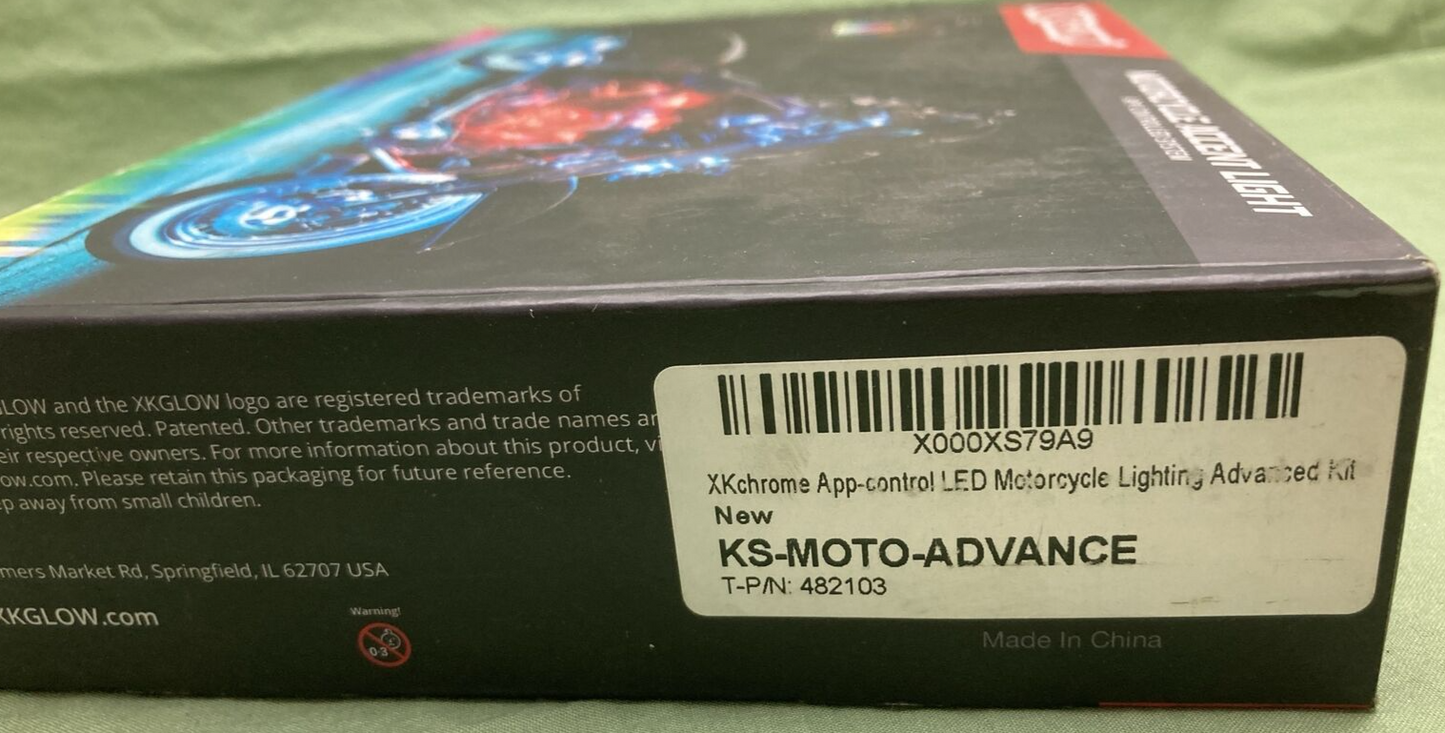 MOTORCYCLE ACCENT LIGHT
LOW and the XKGLOW logo are registered trademarks of
rights reserved. Patented. Other trademarks and trade names ar
eir respective owners. For more information about this product, vi
ow.com. Please retain this packaging for future reference.
p away from small children.
mers Market Rd, Springfield, IL 62707 USA
XKGLOW.com
Warning!
0-3
X000XS79A9
XKchrome App-control LED Motorcycle Lighting Advanced Kit
New
KS-MOTO-ADVANCE
T-P/N: 482103
Made In China